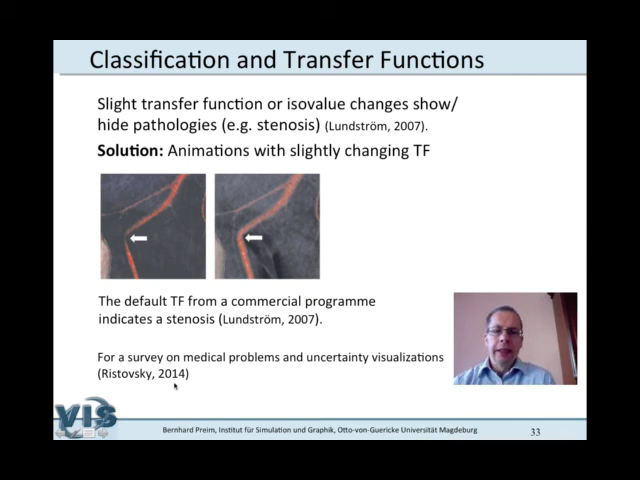 Classification and Transfer Functions
Slight transfer function or isovalue changes show/
hide pathologies (e.g. stenosis) (Lundström, 2007).
Solution: Animations with slightly changing TF
The default TF from a commercial programme
indicates a stenosis (Lundström, 2007).
For a survey on medical problems and uncertainty visualizations
(Ristovsky, 2014)
VIS
Bernhard Preim, Institut für Simulation und Graphik, Otto-von-Guericke Universität Magdeburg
33